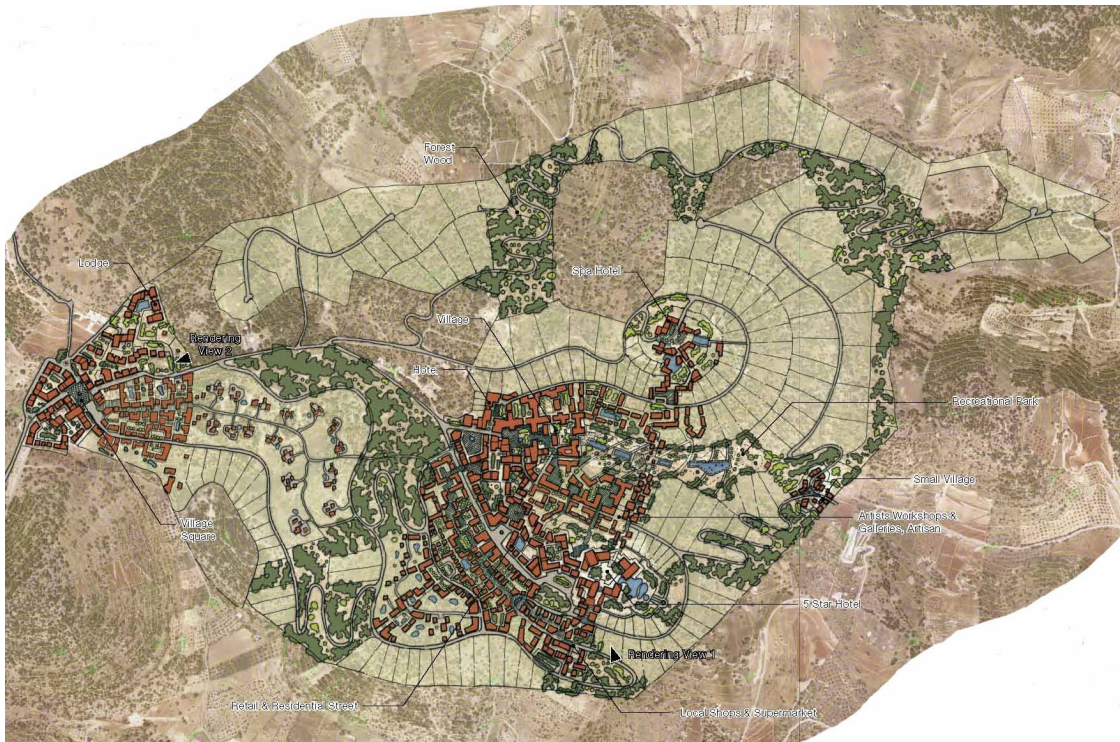 Forest
Wood
Lodge
Spa Hotel
Village
Rendering
View 2
Hotel
Recreational Park
Small Village
Artists Workshops &
Galleries, Artisan
Village
Square
5 Star Hotel
Rendering View 1
Retail & Residential Street
Local Shops & Supermarket